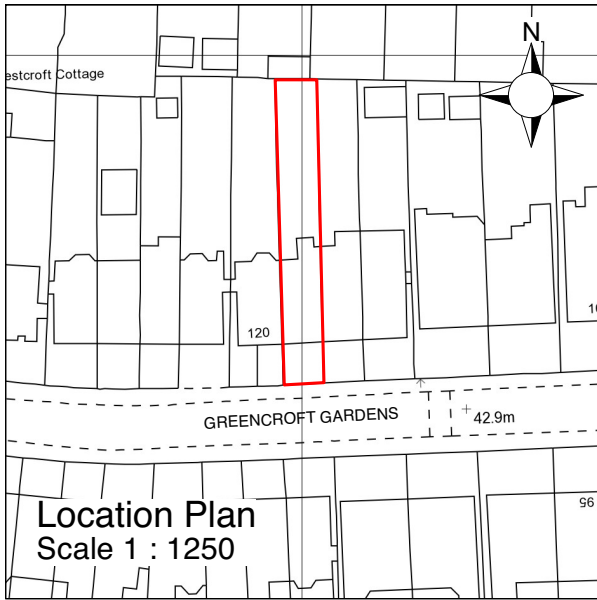 N
estcroft Cottage
120
GREENCROFT GARDENS
42.9m
95
Location Plan
Scale 1 : 1250